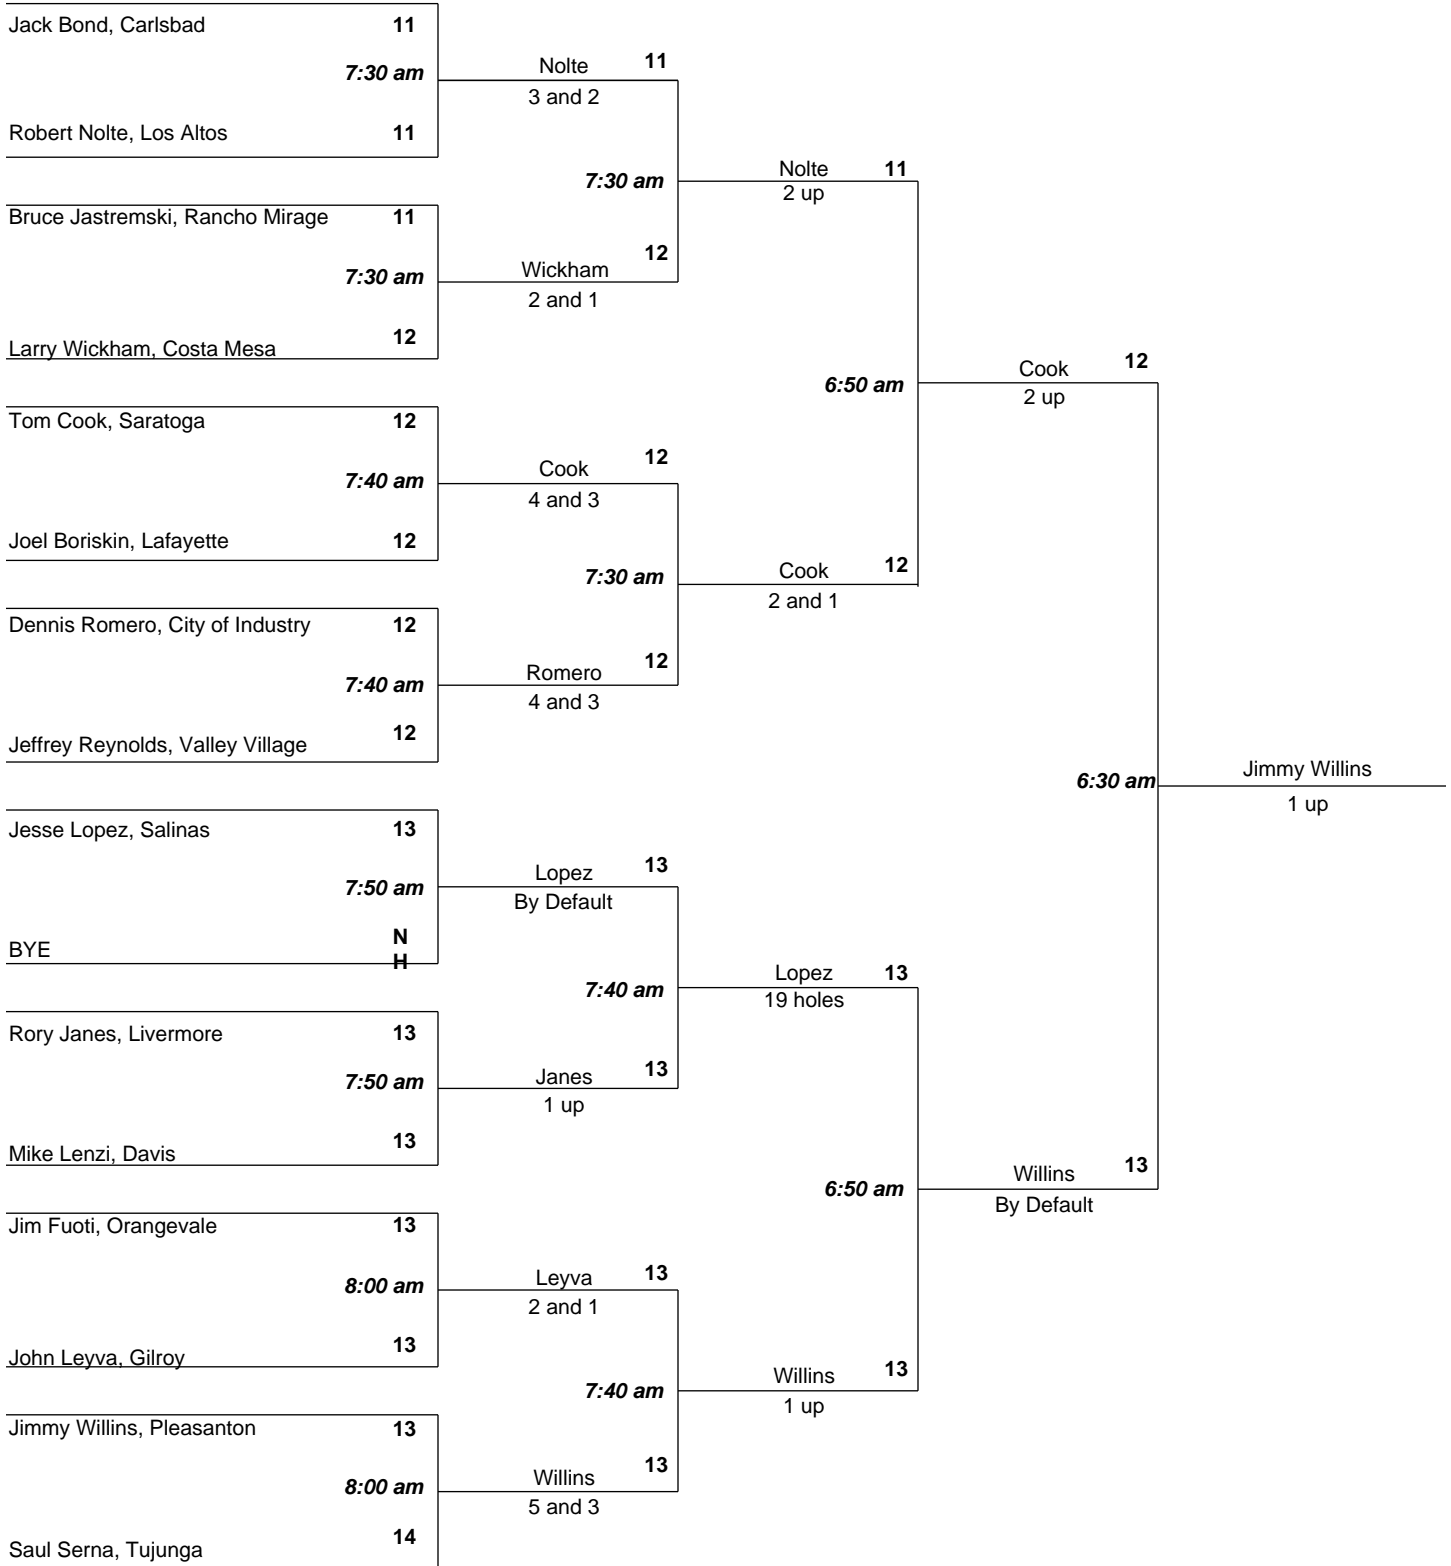 Jack Bond, Carlsbad 11
Nolte 11
7:30 am
3 and 2
Robert Nolte, Los Altos 11
Nolte 11
7:30 am
2 up
Bruce Jastremski, Rancho Mirage 11
12
7:30 am
Wickham
2 and 1
Larry Wickham, Costa Mesa 12
Cook 12
6:50 am
2 up
Tom Cook, Saratoga 12
Cook 12
7:40 am
4 and 3
Joel Boriskin, Lafayette 12
Cook 12
7:30 am
2 and 1
Dennis Romero, City of Industry 12
Romero 12
7:40 am
4 and 3
Jeffrey Reynolds, Valley Village 12
Jimmy Willins
6:30 am
1 up
Jesse Lopez, Salinas 13
Lopez 13
7:50 am
By Default
BYE N
H
Lopez 13
7:40 am
19 holes
Rory Janes, Livermore 13
Janes 13
7:50 am
1 up
Mike Lenzi, Davis 13
Willins 13
6:50 am
By Default
Jim Fuoti, Orangevale 13
Leyva 13
8:00 am
2 and 1
John Leyva, Gilroy 13
Willins 13
7:40 am
1 up
Jimmy Willins, Pleasanton 13
Willins 13
8:00 am
5 and 3
Saul Serna, Tujunga 14